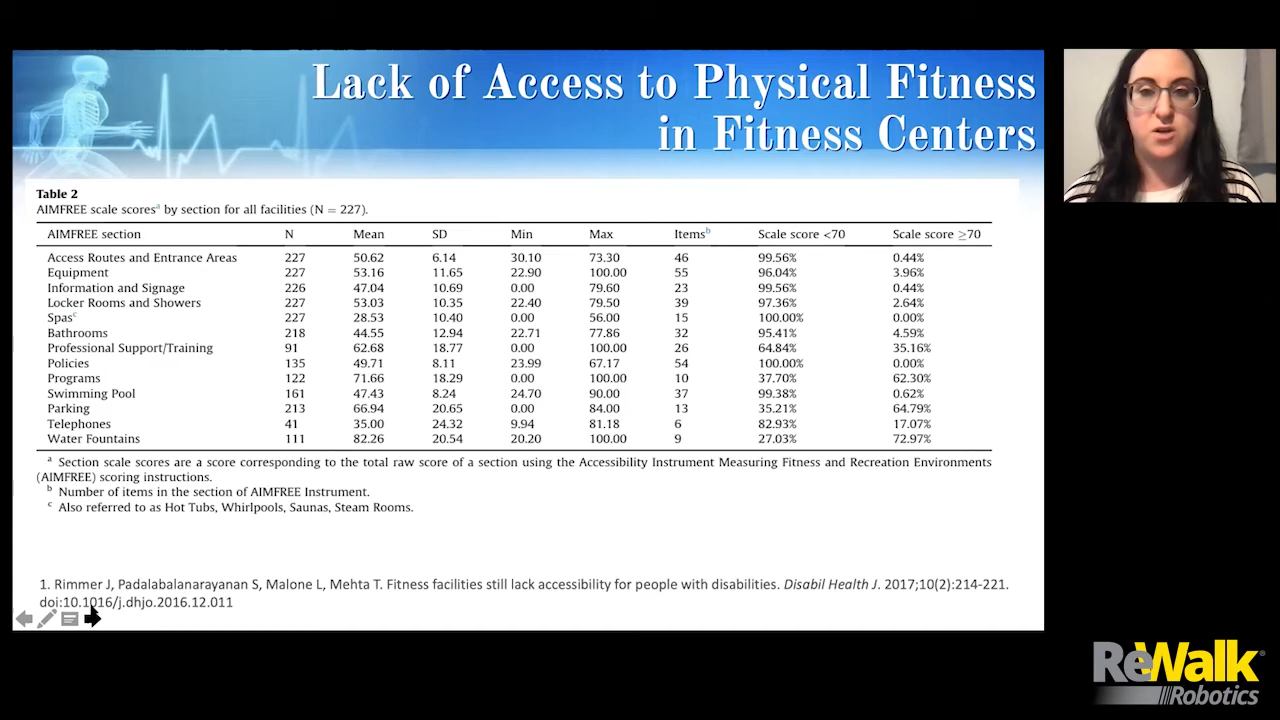 Lack of Access to Physical Fitness
in Fitness Centers
Table 2
AIMFREE scale scoresª by section for all facilities (N = 227).
AIMFREE section N Mean SD Min Max Itemsᵇ Scale score <70 Scale score ≥70
Access Routes and Entrance Areas 227 50.62 6.14 30.10 73.30 46 99.56% 0.44%
Equipment 227 53.16 11.65 22.90 100.00 55 96.04% 3.96%
Information and Signage 226 47.04 10.69 0.00 79.60 23 99.56% 0.44%
Locker Rooms and Showers 227 53.03 10.35 22.40 79.50 39 97.36% 2.64%
Spasᶜ 227 28.53 10.40 0.00 56.00 15 100.00% 0.00%
Bathrooms 218 44.55 12.94 22.71 77.86 32 95.41% 4.59%
Professional Support/Training 91 62.68 18.77 0.00 100.00 26 64.84% 35.16%
Policies 135 49.71 8.11 23.99 67.17 54 100.00% 0.00%
Programs 122 71.66 18.29 0.00 100.00 10 37.70% 62.30%
Swimming Pool 161 47.43 8.24 24.70 90.00 37 99.38% 0.62%
Parking 213 66.94 20.65 0.00 84.00 13 35.21% 64.79%
Telephones 41 35.00 24.32 9.94 81.18 6 82.93% 17.07%
Water Fountains 111 82.26 20.54 20.20 100.00 9 27.03% 72.97%
ª Section scale scores are a score corresponding to the total raw score of a section using the Accessibility Instrument Measuring Fitness and Recreation Environments
(AIMFREE) scoring instructions.
ᵇ Number of items in the section of AIMFREE Instrument.
ᶜ Also referred to as Hot Tubs, Whirlpools, Saunas, Steam Rooms.
1. Rimmer J, Padalabalanarayanan S, Malone L, Mehta T. Fitness facilities still lack accessibility for people with disabilities. Disabil Health J. 2017;10(2):214-221.
doi:10.1016/j.dhjo.2016.12.011
ReWalk®
Robotics